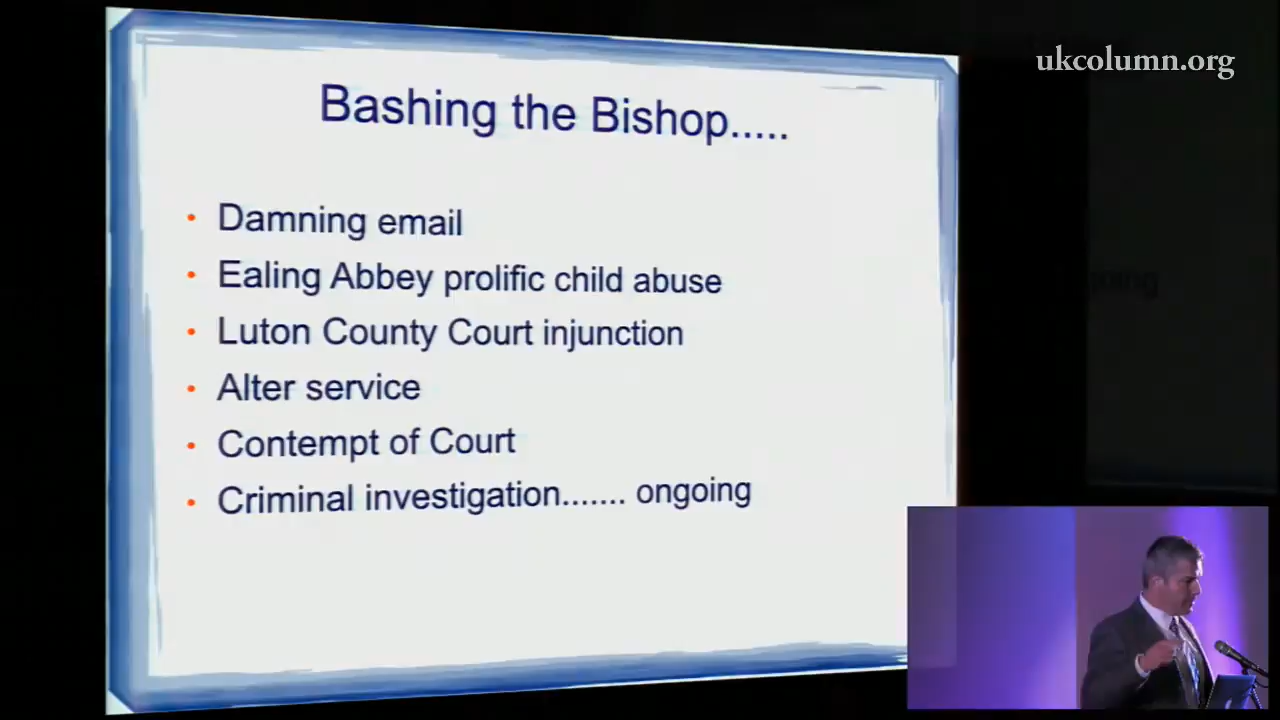 ukcolumn.org
Bashing the Bishop.....
• Damning email
• Ealing Abbey prolific child abuse
• Luton County Court injunction
• Alter service
• Contempt of Court
• Criminal investigation....... ongoing